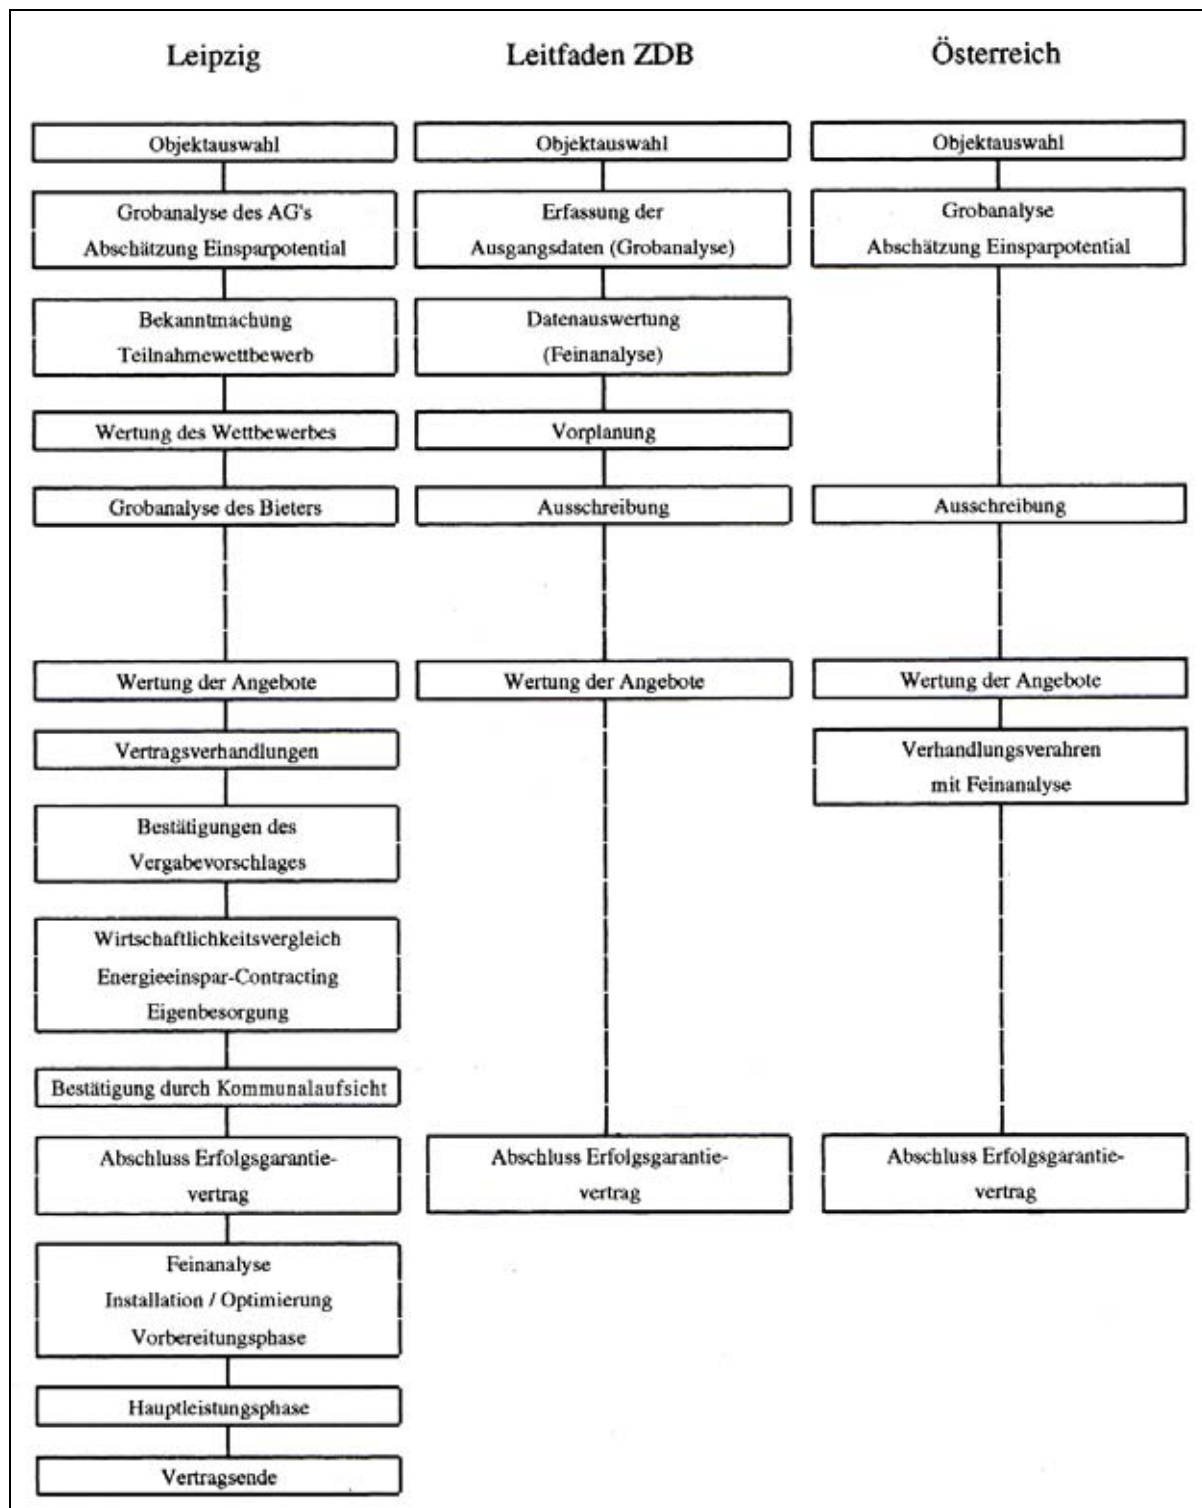 Leipzig
Objektauswahl
Grobanalyse des AG's
Abschätzung Einsparpotential
Bekanntmachung
Teilnahmewettbewerb
Wertung des Wettbewerbes
Grobanalyse des Bieters
Wertung der Angebote
Vertragsverhandlungen
Bestätigungen des
Vergabevorschlages
Wirtschaftlichkeitsvergleich
Energieeinspar-Contracting
Eigenbesorgung
Bestätigung durch Kommunalaufsicht
Abschluss Erfolgsgarantie-
vertrag
Feinanalyse
Installation / Optimierung
Vorbereitungsphase
Hauptleistungsphase
Vertragsende
Leitfaden ZDB
Objektauswahl
Erfassung der
Ausgangsdaten (Grobanalyse)
Datenauswertung
(Feinanalyse)
Vorplanung
Ausschreibung
Wertung der Angebote
Abschluss Erfolgsgarantie-
vertrag
Österreich
Objektauswahl
Grobanalyse
Abschätzung Einsparpotential
Ausschreibung
Wertung der Angebote
Verhandlungsverahren
mit Feinanalyse
Abschluss Erfolgsgarantie-
vertrag